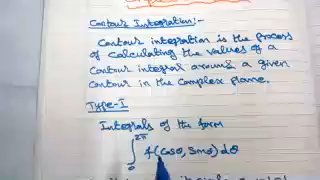 Contour Integration:-
Contour integration is the process
of calculating the values of a
Contour integral around a given
Contour in the Complex plane.
Type-I
Integrals of the form
∫₀^2π f(Cosθ, Sinθ) dθ